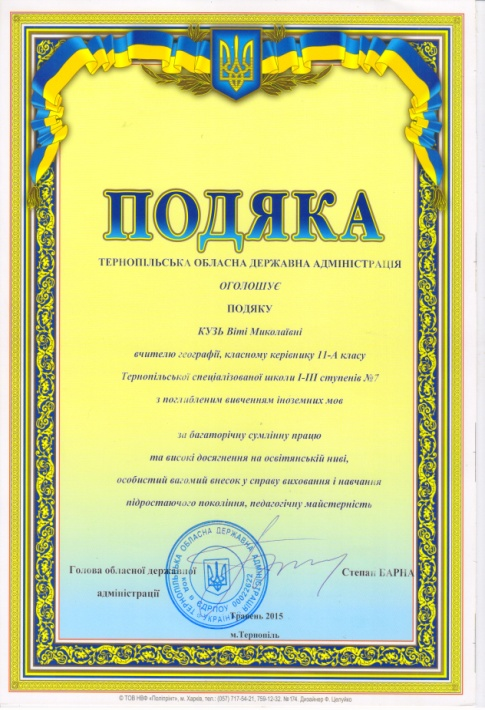 ПОДЯКА
ТЕРНОПІЛЬСЬКА ОБЛАСНА ДЕРЖАВНА АДМІНІСТРАЦІЯ
ОГОЛОШУЄ
ПОДЯКУ
КУЗЬ Віті Миколаївні
вчителю географії, класному керівнику 11-А класу
Тернопільської спеціалізованої школи І-ІІІ ступенів №7
з поглабленим вивченням іноземних мов
за багаторічну сумлінну працю
та високі досягнення на освітянській ниві,
особистий вагомий внесок у справу виховання і навчання
підростаючого покоління, педагогічну майстерність
Голова обласної державної
адміністрації
Степан БАРНА
ТЕРНОПІЛЬСЬКА ОБЛАСНА ДЕРЖАВНА АДМІНІСТРАЦІЯ
УКРАЇНА
ЄДРПОУ 00022622
Травень 2015
м.Тернопіль
© ТОВ НВФ «Поліпрінт», м. Харків, тел.: (057) 717-54-21, 759-12-32. №174. Дизайнер Ф. Целуйко